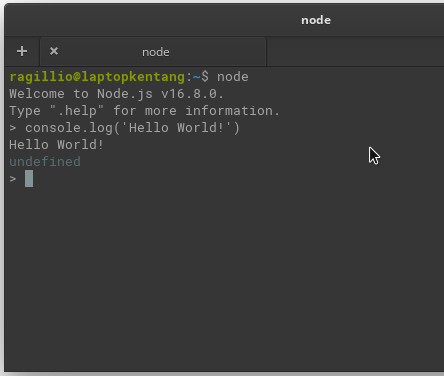 node
+ × node
ragillio@laptopkentang:~$ node
Welcome to Node.js v16.8.0.
Type ".help" for more information.
> console.log('Hello World!')
Hello World!
undefined
>